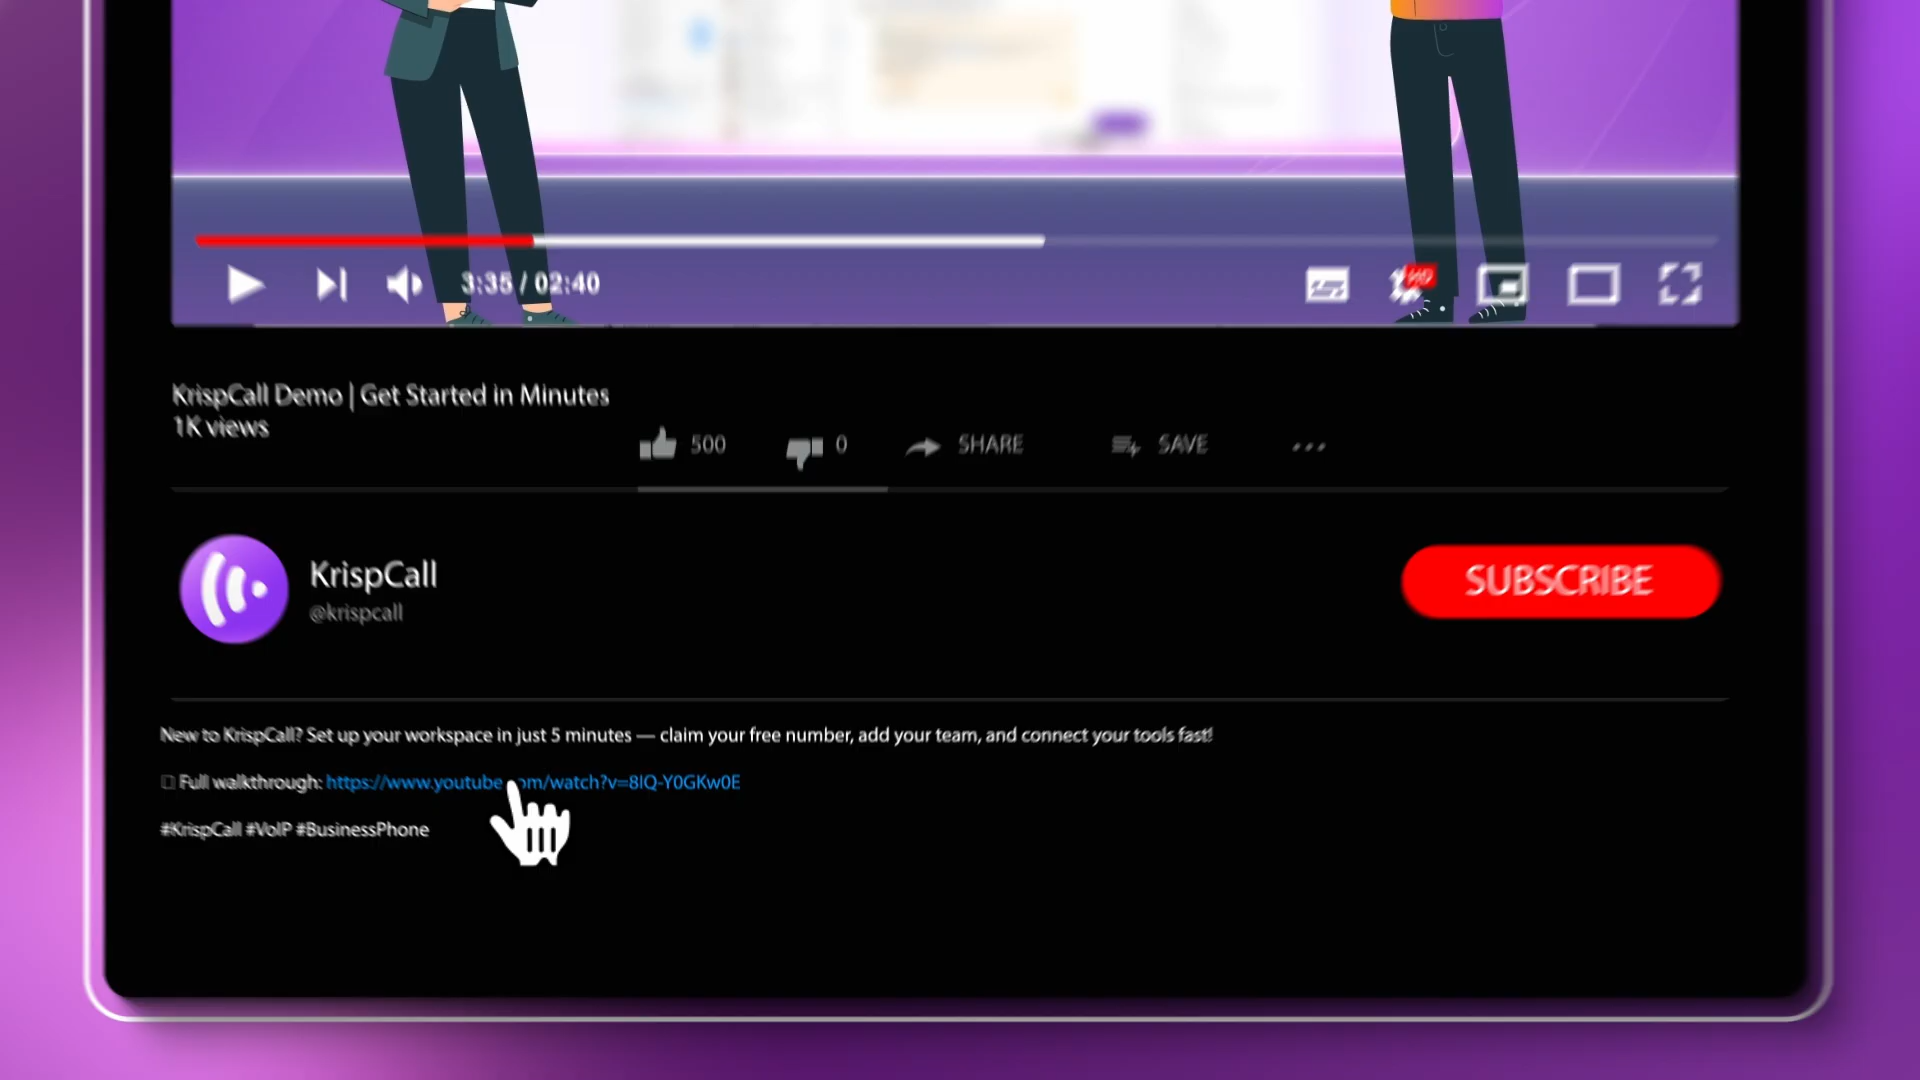 3:35 / 02:40
HD
KrispCall Demo | Get Started in Minutes
1K views
500
0
SHARE
SAVE
KrispCall
@krispcall
SUBSCRIBE
New to KrispCall? Set up your workspace in just 5 minutes — claim your free number, add your team, and connect your tools fast!
Full walkthrough: https://www.youtube om/watch?v=8IQ-Y0GKw0E
#KrispCall #VoIP #BusinessPhone